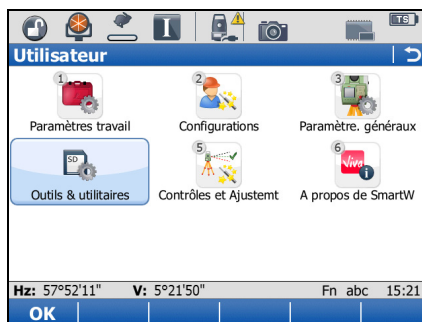 TS
I
Utilisateur
1 2 3
Paramètres travail Configurations Paramètre. généraux
SD 5 6
Viva
Outils & utilitaires Contrôles et Ajustemt A propos de SmartW
Hz: 57°52'11" V: 5°21'50" Fn abc 15:21
OK